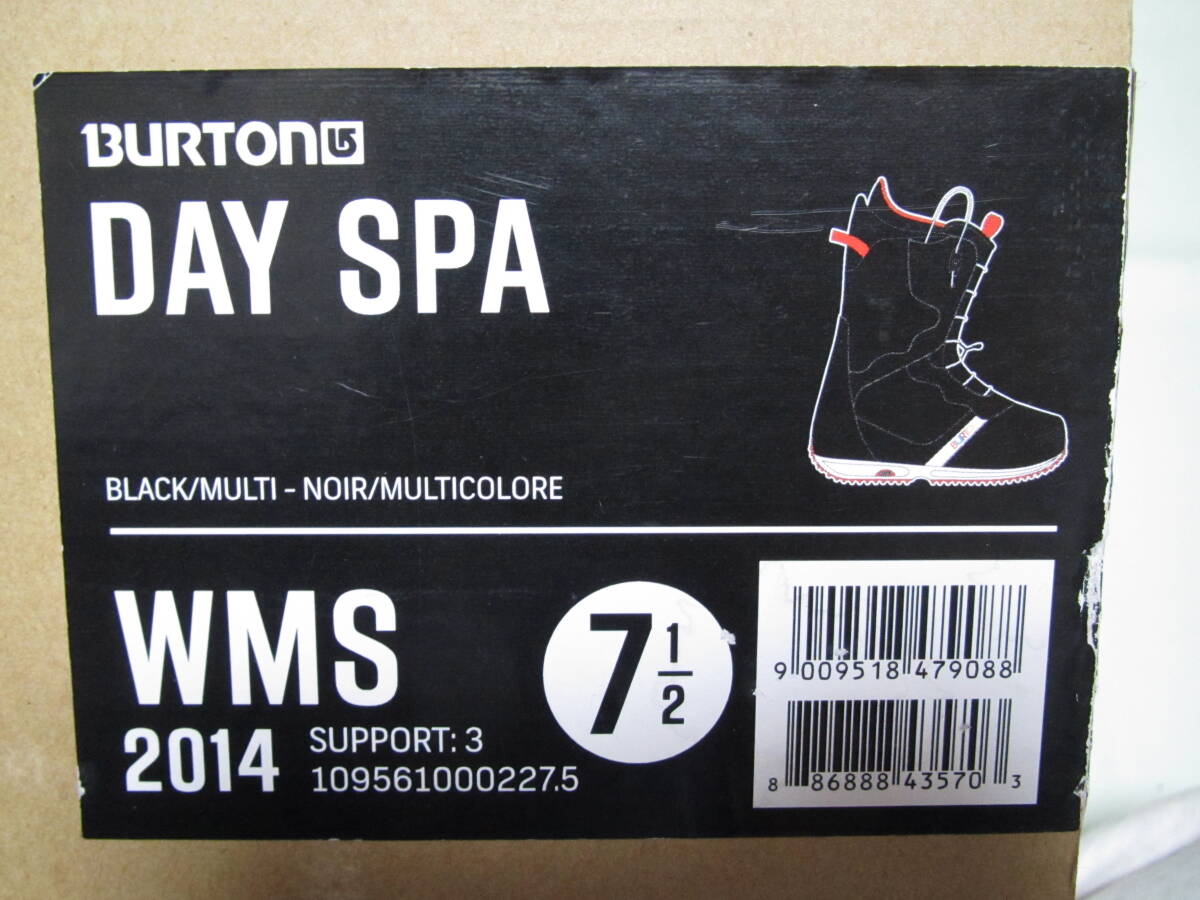 BURTON
DAY SPA
BLACK/MULTI - NOIR/MULTICOLORE
WMS
2014
SUPPORT: 3
109561000227.5
7 1/2
9 009518 479088
8 86888 43570 3